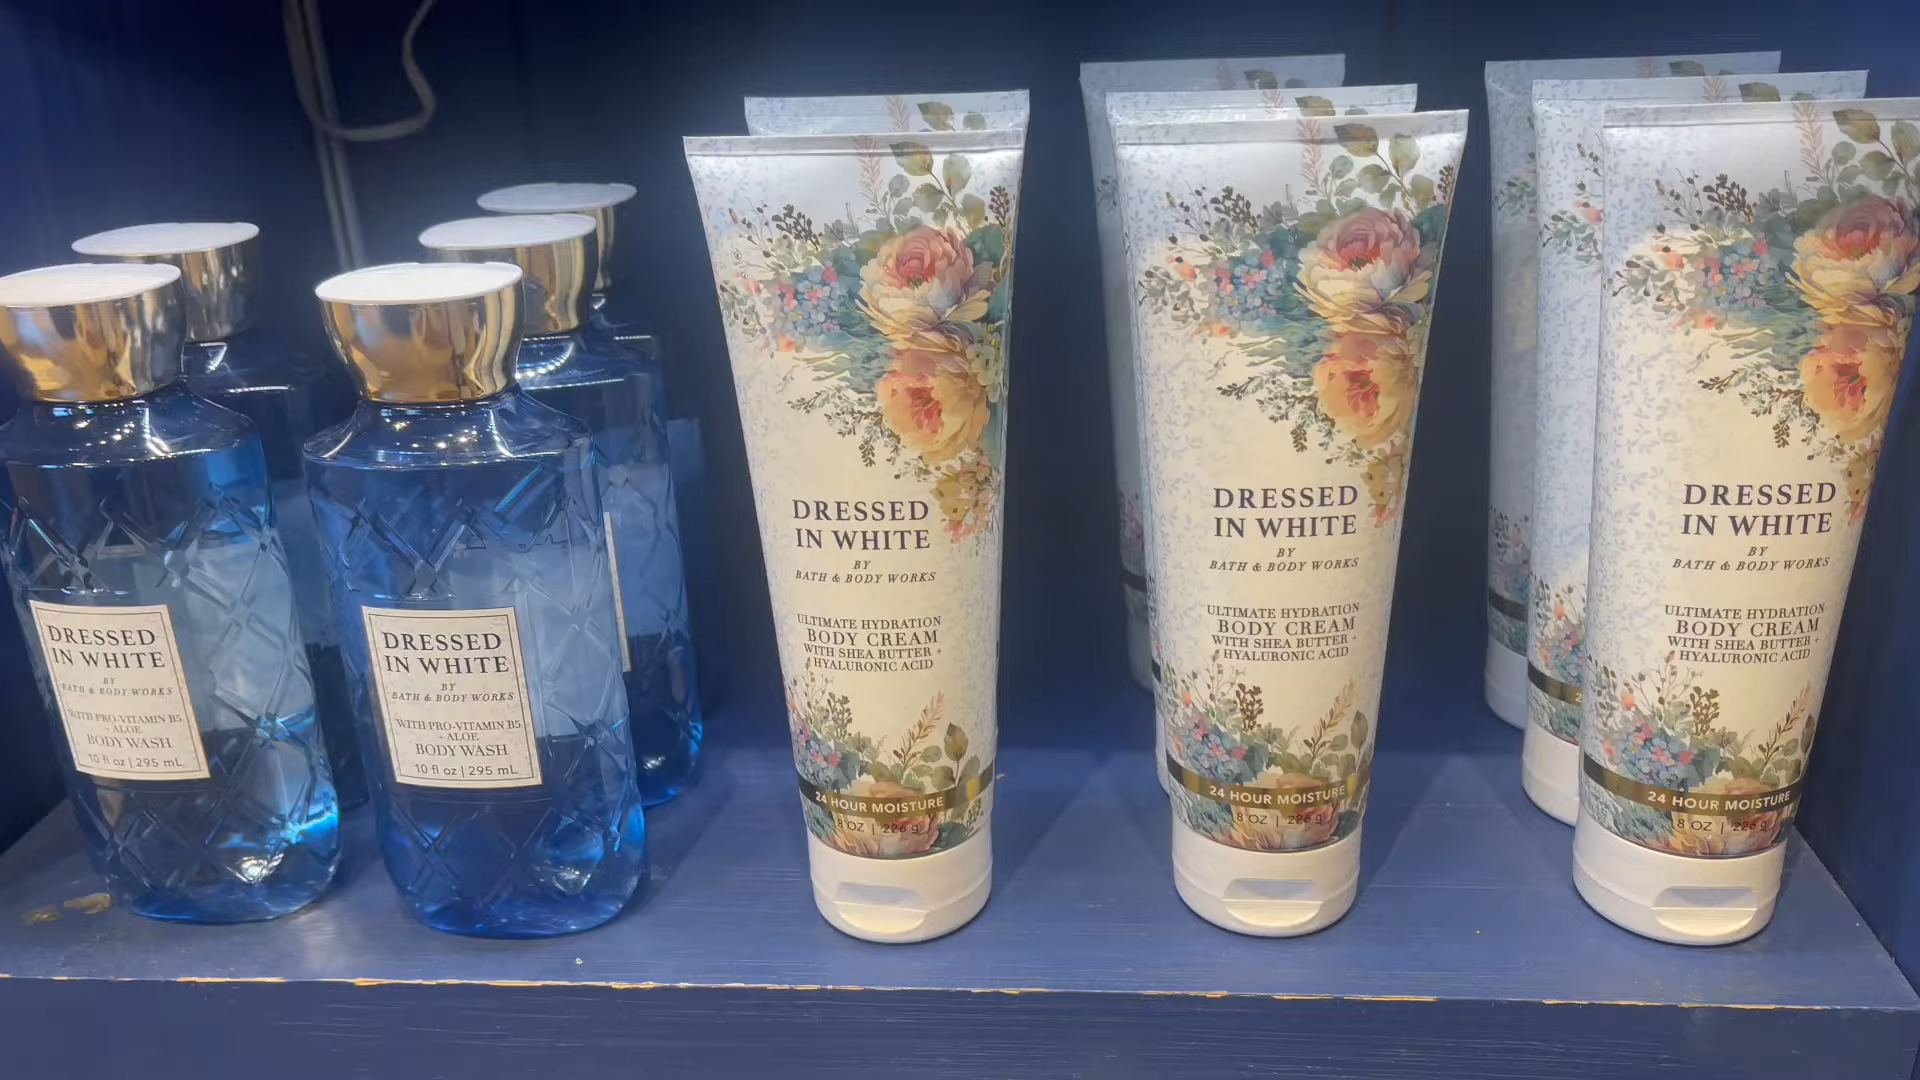 DRESSED
IN WHITE
BY
BATH & BODY WORKS
WITH PRO-VITAMIN B5
+ ALOE
BODY WASH
10 fl oz | 295 mL
DRESSED
IN WHITE
BY
BATH & BODY WORKS
WITH PRO-VITAMIN B5
+ ALOE
BODY WASH
10 fl oz | 295 mL
DRESSED
IN WHITE
BY
BATH & BODY WORKS
ULTIMATE HYDRATION
BODY CREAM
WITH SHEA BUTTER +
HYALURONIC ACID
24 HOUR MOISTURE
8 OZ | 226 g
DRESSED
IN WHITE
BY
BATH & BODY WORKS
ULTIMATE HYDRATION
BODY CREAM
WITH SHEA BUTTER +
HYALURONIC ACID
24 HOUR MOISTURE
8 OZ | 226 g
DRESSED
IN WHITE
BY
BATH & BODY WORKS
ULTIMATE HYDRATION
BODY CREAM
WITH SHEA BUTTER +
HYALURONIC ACID
24 HOUR MOISTURE
8 OZ | 226 g